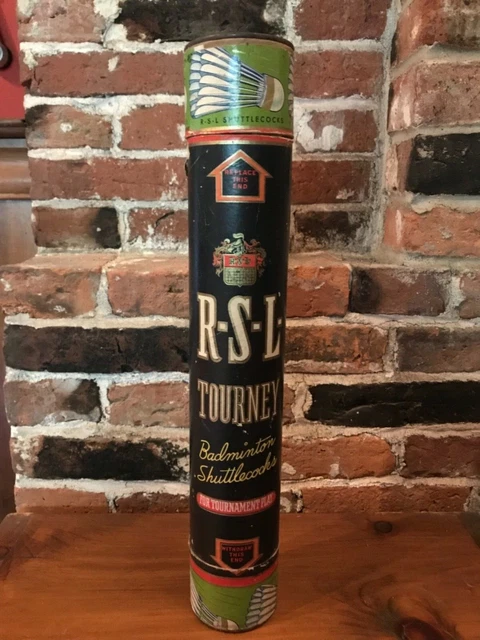 R·S·L SHUTTLECOCKS
REPLACE
THIS
END
R·S·L
R-S-L
TOURNEY
Badminton
Shuttlecocks
FOR TOURNAMENT PLAY
WITHDRAW
THIS
END